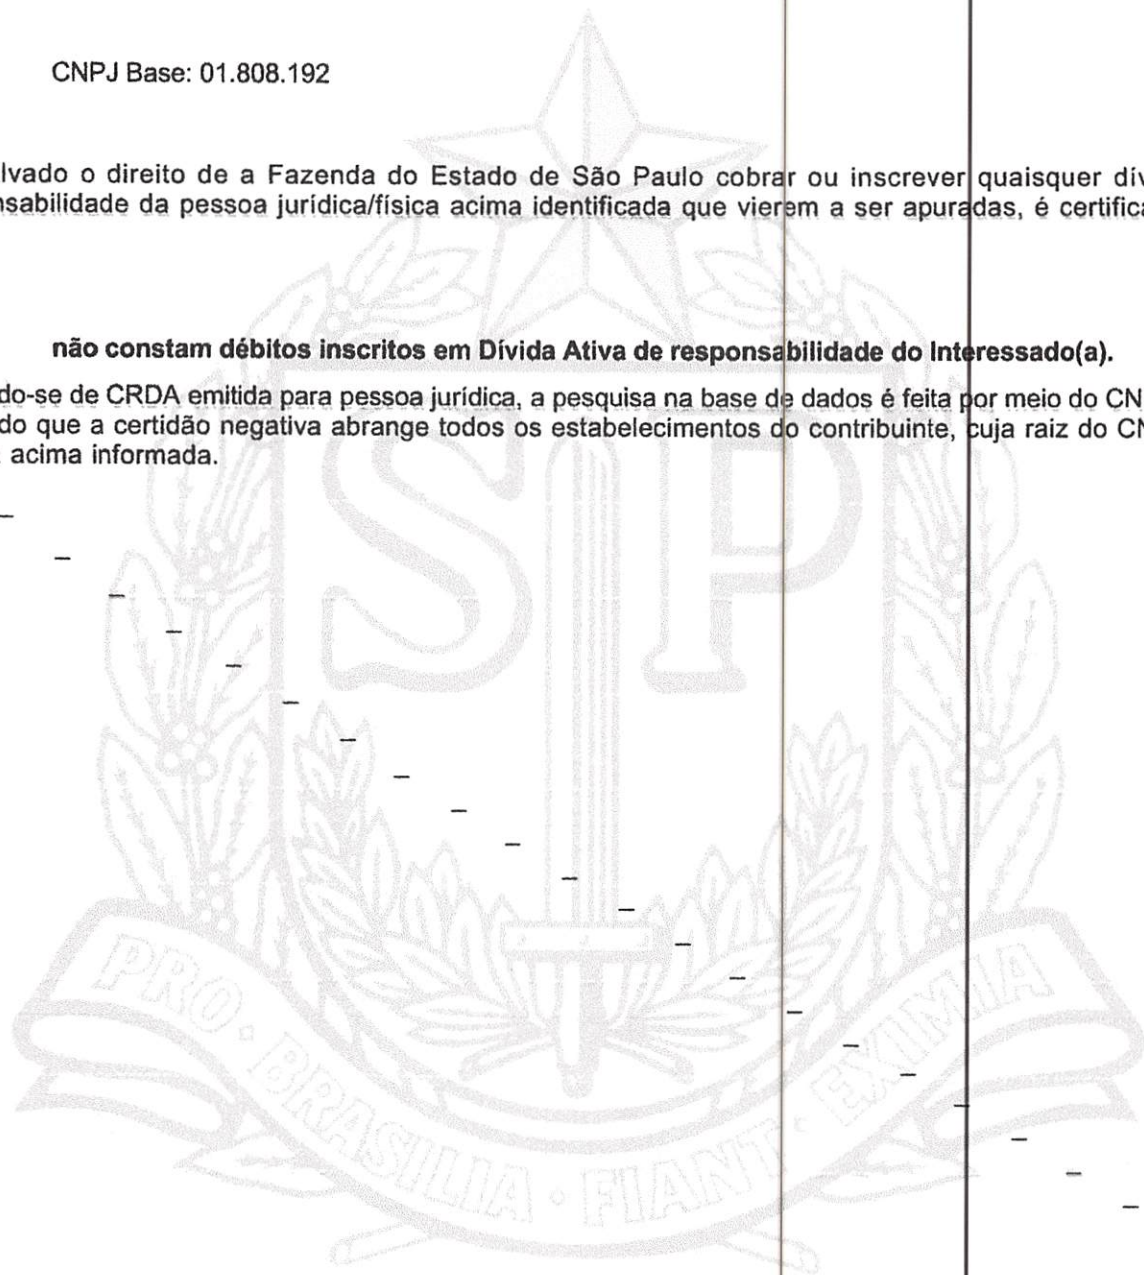 CNPJ Base: 01.808.192
lvado o direito de a Fazenda do Estado de São Paulo cobrar ou inscrever quaisquer dív
nsabilidade da pessoa jurídica/física acima identificada que vierem a ser apuradas, é certifica
não constam débitos inscritos em Dívida Ativa de responsabilidade do Interessado(a).
do-se de CRDA emitida para pessoa jurídica, a pesquisa na base de dados é feita por meio do CN
do que a certidão negativa abrange todos os estabelecimentos do contribuinte, cuja raiz do CN
acima informada.
SP
PRO · BRASILIA · FIANT · EXIMIA